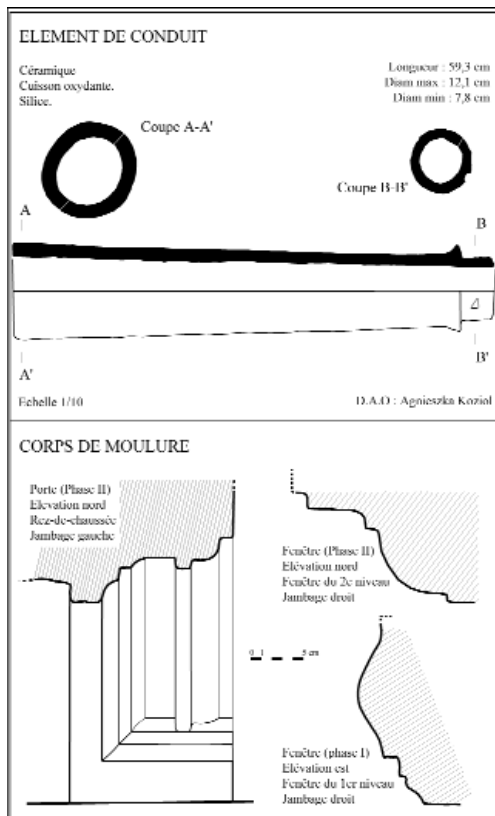 ELEMENT DE CONDUIT
Céramique
Cuisson oxydante.
Silice.
Longueur : 59,3 cm
Diam max : 12,1 cm
Diam min : 7,8 cm
Coupe A-A'
Coupe B-B'
A
B
A'
B'
Echelle 1/10
D.A.O : Agnieszka Koziol
CORPS DE MOULURE
Porte (Phase II)
Elevation nord
Rez-de-chaussée
Jambage gauche
Fenêtre (Phase II)
Elévation nord
Fenêtre du 2e niveau
Jambage droit
0 1 5 cm
Fenêtre (phase I)
Elévation est
Fenêtre du 1er niveau
Jambage droit